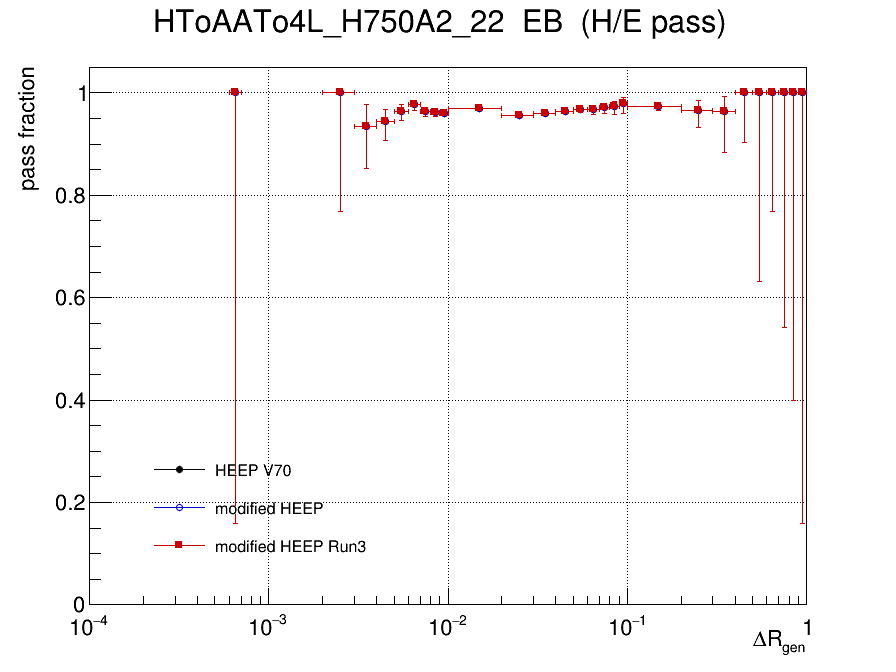 HToAATo4L_H750A2_22 EB (H/E pass)
pass fraction
1
0.8
0.6
0.4
0.2
0
HEEP V70
modified HEEP
modified HEEP Run3
10⁻⁴ 10⁻³ 10⁻² 10⁻¹ 1
ΔR_gen